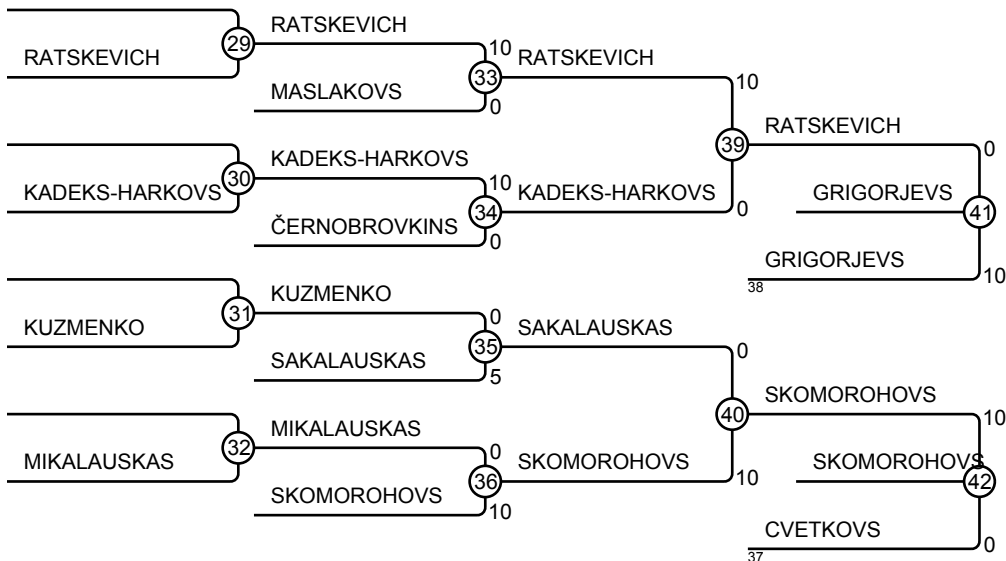 RATSKEVICH
29
RATSKEVICH
10
MASLAKOVS
0
33
RATSKEVICH
10
KADEKS-HARKOVS
30
KADEKS-HARKOVS
10
ČERNOBROVKINS
0
34
KADEKS-HARKOVS
0
39
RATSKEVICH
0
GRIGORJEVS
41
GRIGORJEVS
38
10
KUZMENKO
31
KUZMENKO
0
SAKALAUSKAS
5
35
SAKALAUSKAS
0
MIKALAUSKAS
32
MIKALAUSKAS
0
SKOMOROHOVS
10
36
SKOMOROHOVS
10
40
SKOMOROHOVS
10
SKOMOROHOVS
42
CVETKOVS
37
0